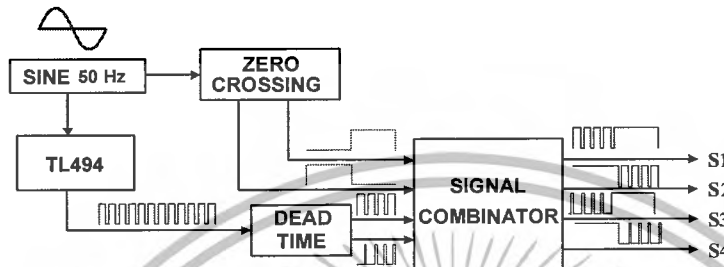 SINE 50 Hz
ZERO
CROSSING
TL494
DEAD
TIME
SIGNAL
COMBINATOR
S1
S2
S3
S4